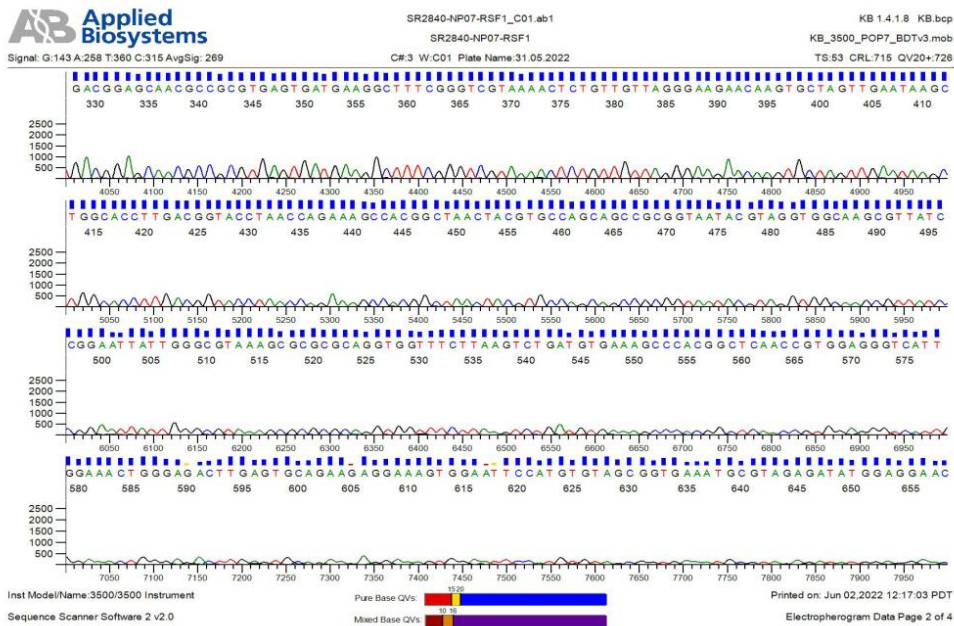 AB Applied Biosystems
SR2840-NP07-RSF1_C01.ab1
KB 1.4.1.8 KB.bcp
SR2840-NP07-RSF1
KB_3500_POP7_BDTv3.mob
Signal: G:143 A:258 T:360 C:315 AvgSig: 269
C#:3 W:C01 Plate Name:31.05.2022
TS:53 CRL:715 QV20+:726
GACGGAGCAACGCCGCGTGAGTGATGAAGGCTTTCGGGTCGTAAAACTCTGTTGTTAGGGAAGAACAAGTGCTAGTTGAATAAGC
330 335 340 345 350 355 360 365 370 375 380 385 390 395 400 405 410
2500
2000
1500
1000
500
4050 4100 4150 4200 4250 4300 4350 4400 4450 4500 4550 4600 4650 4700 4750 4800 4850 4900 4950
TGGCACCTTGACGGTACCTAACCAGAAAGCCACGGCTAACTACGTGCCAGCAGCCGCGGTAATACGTAGGTGGCAAGCGTTATC
415 420 425 430 435 440 445 450 455 460 465 470 475 480 485 490 495
2500
2000
1500
1000
500
5050 5100 5150 5200 5250 5300 5350 5400 5450 5500 5550 5600 5650 5700 5750 5800 5850 5900 5950
CGGAATTATTGGGCGTAAAGCGCGCGCAGGTGGTTTCTTAAGTCTGATGTGAAAGCCCACGGCTCAACCGTGGAGGGTCATT
500 505 510 515 520 525 530 535 540 545 550 555 560 565 570 575
2500
2000
1500
1000
500
6050 6100 6150 6200 6250 6300 6350 6400 6450 6500 6550 6600 6650 6700 6750 6800 6850 6900 6950
GGAAACTGGGAGACTTGAGTGCAGAAGAGGAAAGTGGAATTCCATGTGTAGCGGTGAAATGCGTAGAGATATGGAGGAAC
580 585 590 595 600 605 610 615 620 625 630 635 640 645 650 655
2500
2000
1500
1000
500
7050 7100 7150 7200 7250 7300 7350 7400 7450 7500 7550 7600 7650 7700 7750 7800 7850 7900 7950
Inst Model/Name:3500/3500 Instrument
15 20
Pure Base QVs:
Printed on: Jun 02,2022 12:17:03 PDT
10 16
Sequence Scanner Software 2 v2.0
Mixed Base QVs:
Electropherogram Data Page 2 of 4